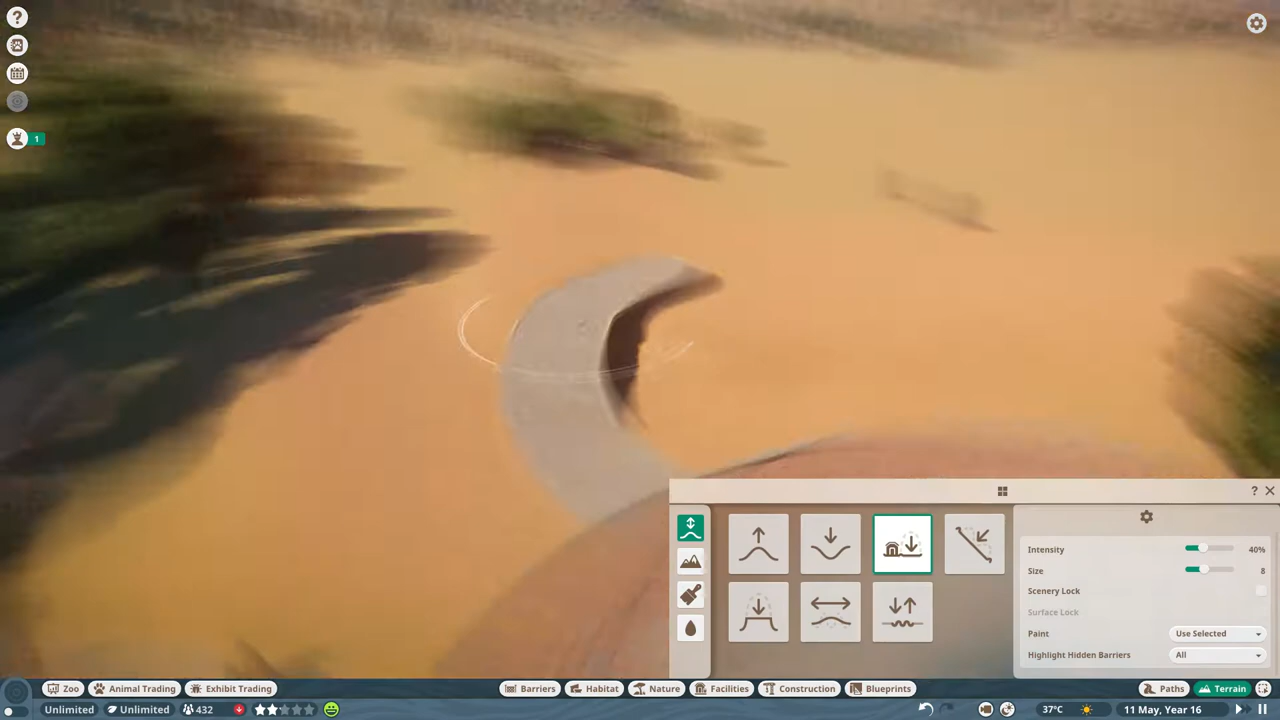 ?
1
?
Intensity 40%
Size 8
Scenery Lock
Surface Lock
Paint Use Selected
Highlight Hidden Barriers All
Zoo Animal Trading Exhibit Trading Barriers Habitat Nature Facilities Construction Blueprints Paths Terrain
Unlimited Unlimited 432 37°C 11 May, Year 16